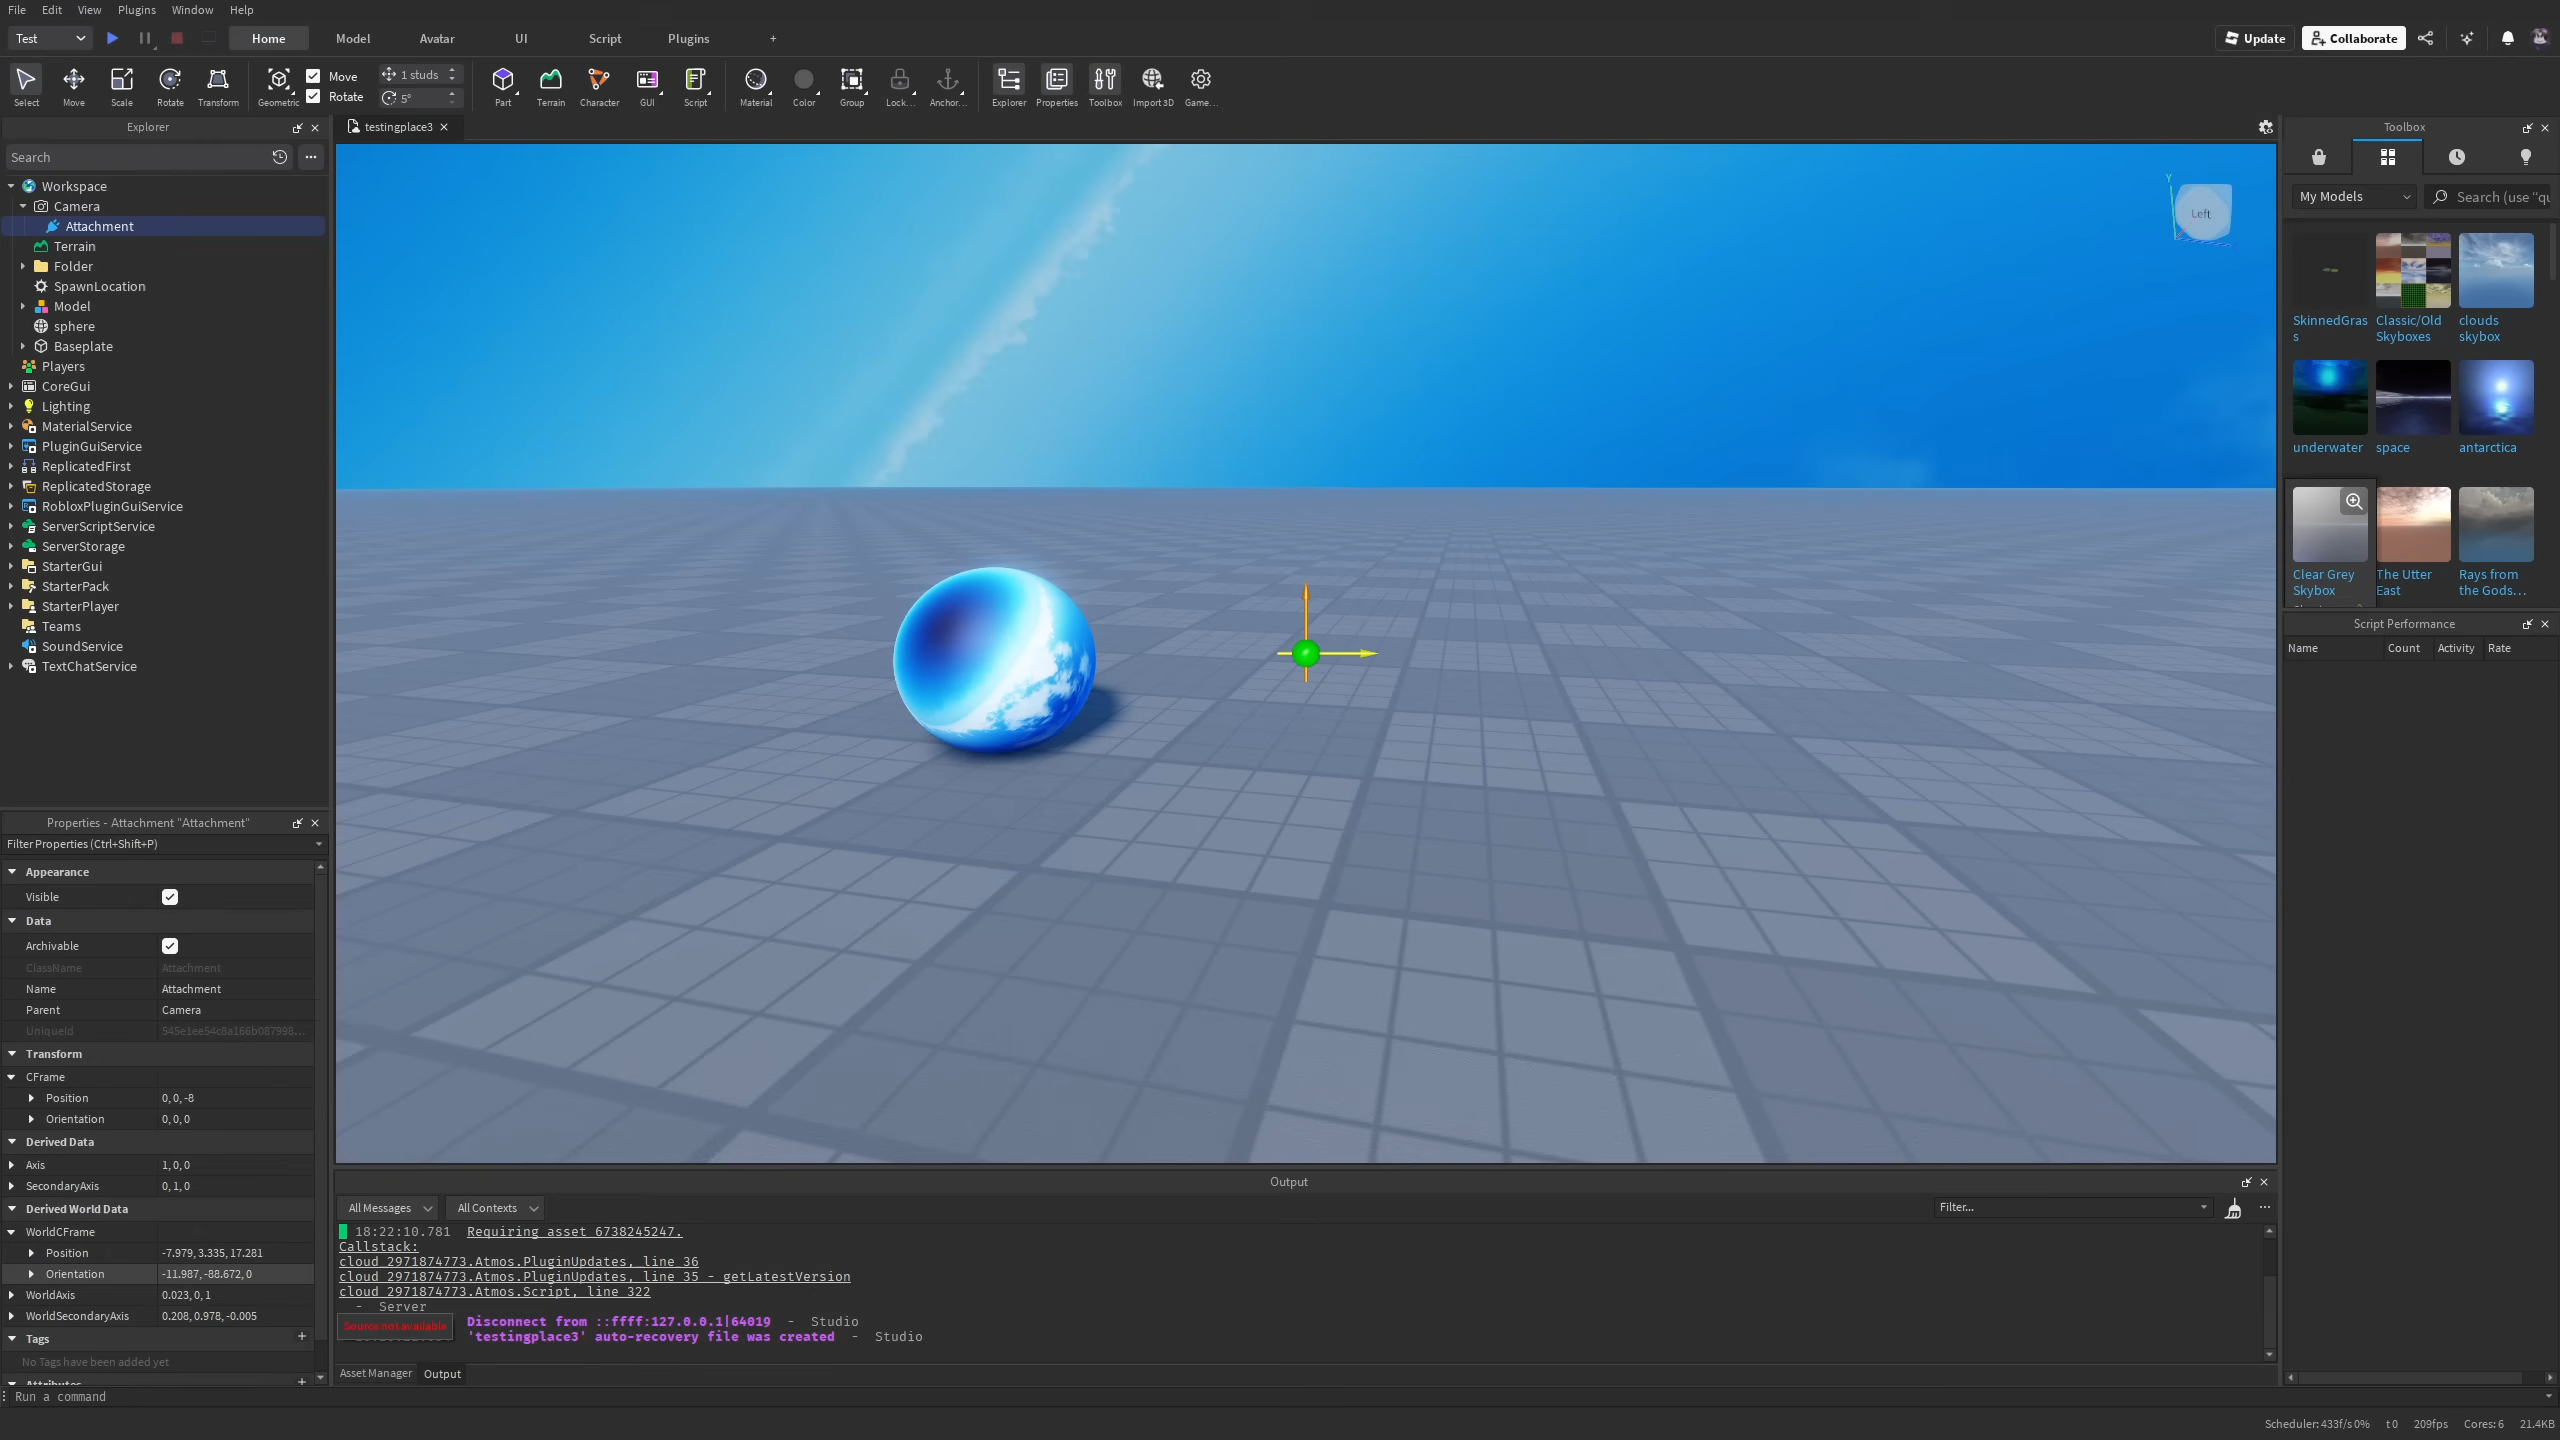 File Edit View Plugins Window Help
Test Home Model Avatar UI Script Plugins + Update Collaborate
Move 1 studs
Rotate 5°
Select Move Scale Rotate Transform Geometric Part Terrain Character GUI Script Material Color Group Lock... Anchor... Explorer Properties Toolbox Import 3D Game...
Explorer
Search
Workspace
Camera
Attachment
Terrain
Folder
SpawnLocation
Model
sphere
Baseplate
Players
CoreGui
Lighting
MaterialService
PluginGuiService
ReplicatedFirst
ReplicatedStorage
RobloxPluginGuiService
ServerScriptService
ServerStorage
StarterGui
StarterPack
StarterPlayer
Teams
SoundService
TextChatService
Properties - Attachment "Attachment"
Filter Properties (Ctrl+Shift+P)
Appearance
Visible
Data
Archivable
ClassName Attachment
Name Attachment
Parent Camera
UniqueId 545e1ee54c8a166b087998...
Transform
CFrame
Position 0, 0, -8
Orientation 0, 0, 0
Derived Data
Axis 1, 0, 0
SecondaryAxis 0, 1, 0
Derived World Data
WorldCFrame
Position -7.979, 3.335, 17.281
Orientation -11.987, -88.672, 0
WorldAxis 0.023, 0, 1
WorldSecondaryAxis 0.208, 0.978, -0.005
Tags
No Tags have been added yet
Attributes
testingplace3
Y
Left
Output
All Messages All Contexts Filter...
18:22:10.781 Requiring asset 6738245247.
Callstack:
cloud_2971874773.Atmos.PluginUpdates, line 36
cloud_2971874773.Atmos.PluginUpdates, line 35 - getLatestVersion
cloud_2971874773.Atmos.Script, line 322
- Server
Source not available
Disconnect from ::ffff:127.0.0.1|64019 - Studio
'testingplace3' auto-recovery file was created - Studio
Asset Manager Output
Run a command
Toolbox
My Models Search (use "qu
SkinnedGras
s
Classic/Old
Skyboxes
clouds
skybox
underwater
space
antarctica
Clear Grey
Skybox
The Utter
East
Rays from
the Gods...
Script Performance
Name Count Activity Rate
Scheduler: 433f/s 0% t 0 209fps Cores: 6 21.4KB